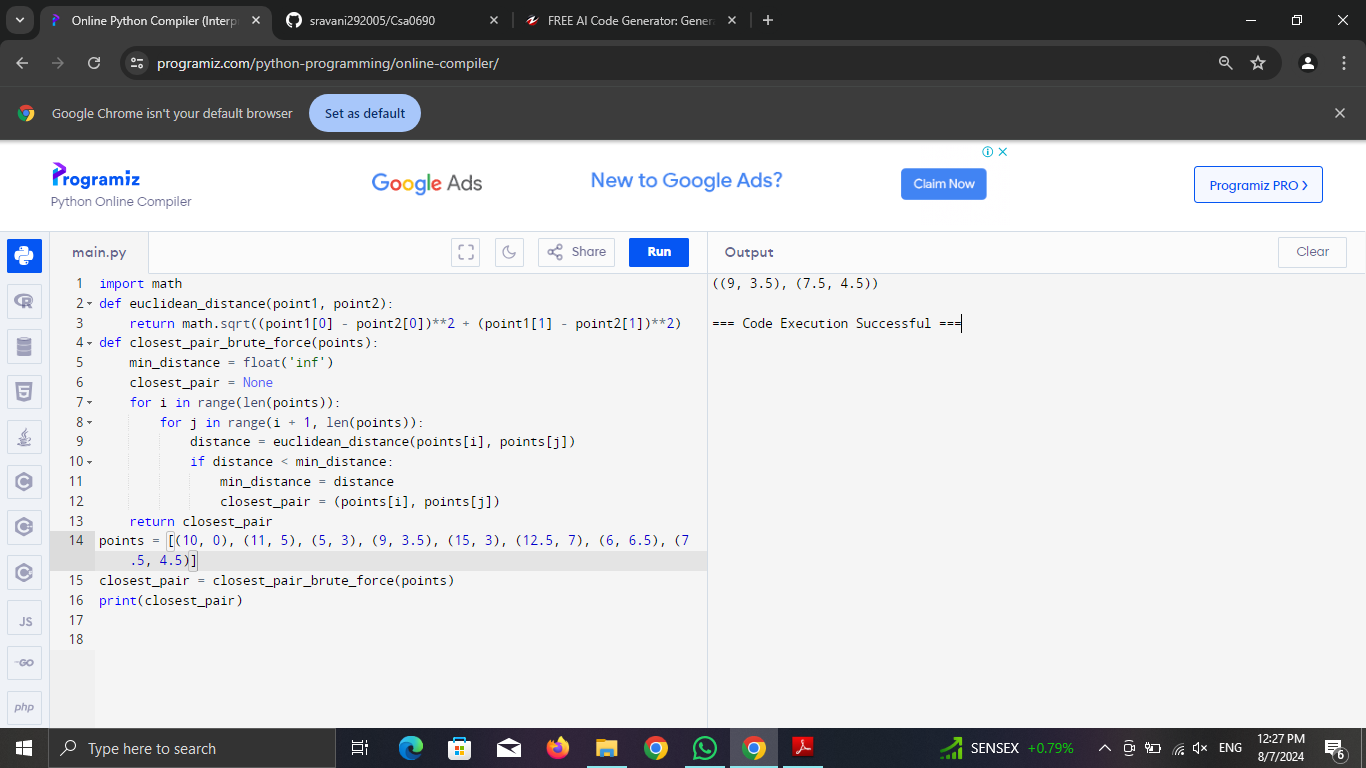 Online Python Compiler (Interp
sravani292005/Csa0690
FREE AI Code Generator: Genera
programiz.com/python-programming/online-compiler/
Google Chrome isn't your default browser
Set as default
Programiz
Python Online Compiler
Google Ads
New to Google Ads?
Claim Now
Programiz PRO >
main.py
Share
Run
Output
Clear
1 import math
2 def euclidean_distance(point1, point2):
3     return math.sqrt((point1[0] - point2[0])**2 + (point1[1] - point2[1])**2)
4 def closest_pair_brute_force(points):
5     min_distance = float('inf')
6     closest_pair = None
7     for i in range(len(points)):
8         for j in range(i + 1, len(points)):
9             distance = euclidean_distance(points[i], points[j])
10             if distance < min_distance:
11                 min_distance = distance
12                 closest_pair = (points[i], points[j])
13     return closest_pair
14 points = [(10, 0), (11, 5), (5, 3), (9, 3.5), (15, 3), (12.5, 7), (6, 6.5), (7
.5, 4.5)]
15 closest_pair = closest_pair_brute_force(points)
16 print(closest_pair)
17
18
((9, 3.5), (7.5, 4.5))
=== Code Execution Successful ===
JS
GO
php
Type here to search
SENSEX +0.79%
ENG
12:27 PM
8/7/2024
6